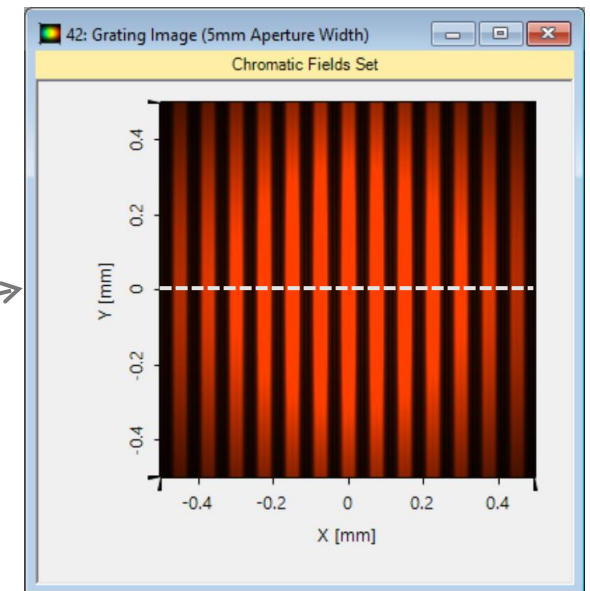 42: Grating Image (5mm Aperture Width)
Chromatic Fields Set
0.4
0.2
0
-0.2
-0.4
Y [mm]
-0.4 -0.2 0 0.2 0.4
X [mm]